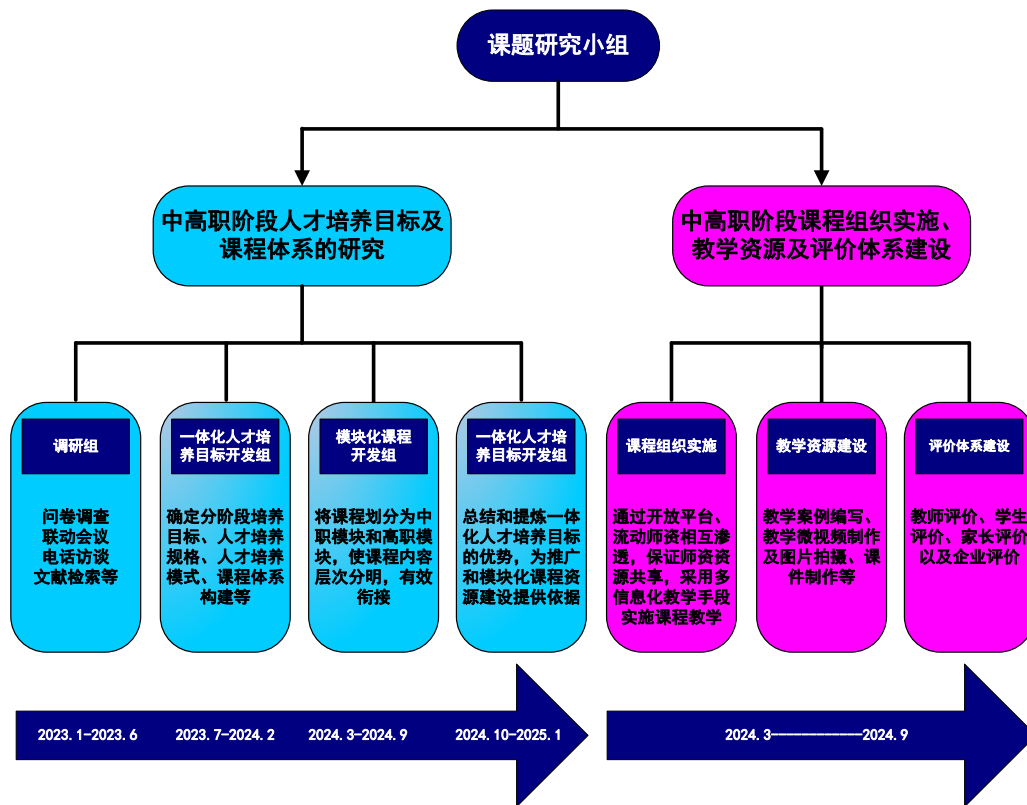 课题研究小组
中高职阶段人才培养目标及
课程体系的研究
中高职阶段课程组织实施、
教学资源及评价体系建设
调研组
问卷调查
联动会议
电话访谈
文献检索等
一体化人才培
养目标开发组
确定分阶段培养
目标、人才培养
规格、人才培养
模式、课程体系
构建等
模块化课程
开发组
将课程划分为中
职模块和高职模
块，使课程内容
层次分明，有效
衔接
一体化人才培
养目标开发组
总结和提炼一体
化人才培养目标
的优势，为推广
和模块化课程资
源建设提供依据
课程组织实施
通过开放平台、
流动师资相互渗
透，保证师资资
源共享，采用多
信息化教学手段
实施课程教学
教学资源建设
教学案例编写、
教学微视频制作
及图片拍摄、课
件制作等
评价体系建设
教师评价、学生
评价、家长评价
以及企业评价
2023.1-2023.6
2023.7-2024.2
2024.3-2024.9
2024.10-2025.1
2024.3------------2024.9